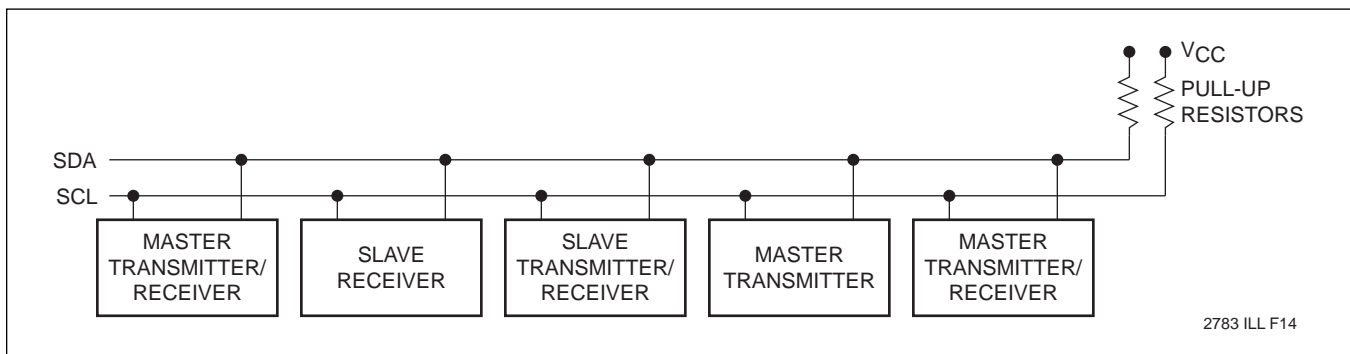 VCC
PULL-UP
RESISTORS
SDA
SCL
MASTER
TRANSMITTER/
RECEIVER
SLAVE
RECEIVER
SLAVE
TRANSMITTER/
RECEIVER
MASTER
TRANSMITTER
MASTER
TRANSMITTER/
RECEIVER
2783 ILL F14